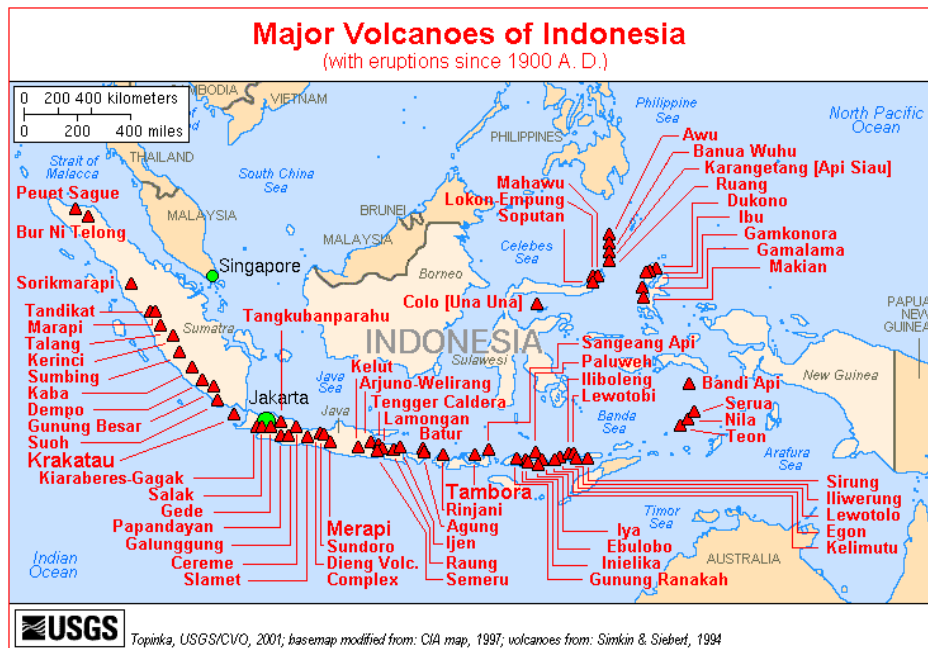 Major Volcanoes of Indonesia
(with eruptions since 1900 A. D.)
0 200 400 kilometers
0 200 400 miles
CAMBODIA
VIETNAM
THAILAND
Strait of
Malacca
South China
Sea
PHILIPPINES
Philippine
Sea
North Pacific
Ocean
MALAYSIA
BRUNEI
MALAYSIA
Celebes
Sea
Borneo
Singapore
Sumatra
INDONESIA
Sulawesi
Java
Sea
Java
Jakarta
Banda
Sea
New Guinea
PAPUA
NEW
GUINEA
Arafura
Sea
Timor
Sea
AUSTRALIA
Indian
Ocean
Peuet Sague
Bur Ni Telong
Sorikmarapi
Tandikat
Marapi
Talang
Kerinci
Sumbing
Kaba
Dempo
Gunung Besar
Suoh
Krakatau
Kiaraberes-Gagak
Salak
Gede
Papandayan
Galunggung
Cereme
Slamet
Tangkubanparahu
Merapi
Sundoro
Dieng Volc.
Complex
Kelut
Arjuno-Welirang
Tengger Caldera
Lamongan
Batur
Tambora
Rinjani
Agung
Ijen
Raung
Semeru
Mahawu
Lokon Empung
Soputan
Colo [Una Una]
Awu
Banua Wuhu
Karangetang [Api Siau]
Ruang
Dukono
Ibu
Gamkonora
Gamalama
Makian
Sangeang Api
Paluweh
Iliboleng
Lewotobi
Bandi Api
Serua
Nila
Teon
Sirung
Iliwerung
Lewotolo
Egon
Kelimutu
Iya
Ebulobo
Inielika
Gunung Ranakah
USGS
Topinka, USGS/CVO, 2001; basemap modified from: CIA map, 1997; volcanoes from: Simkin & Siebert, 1994